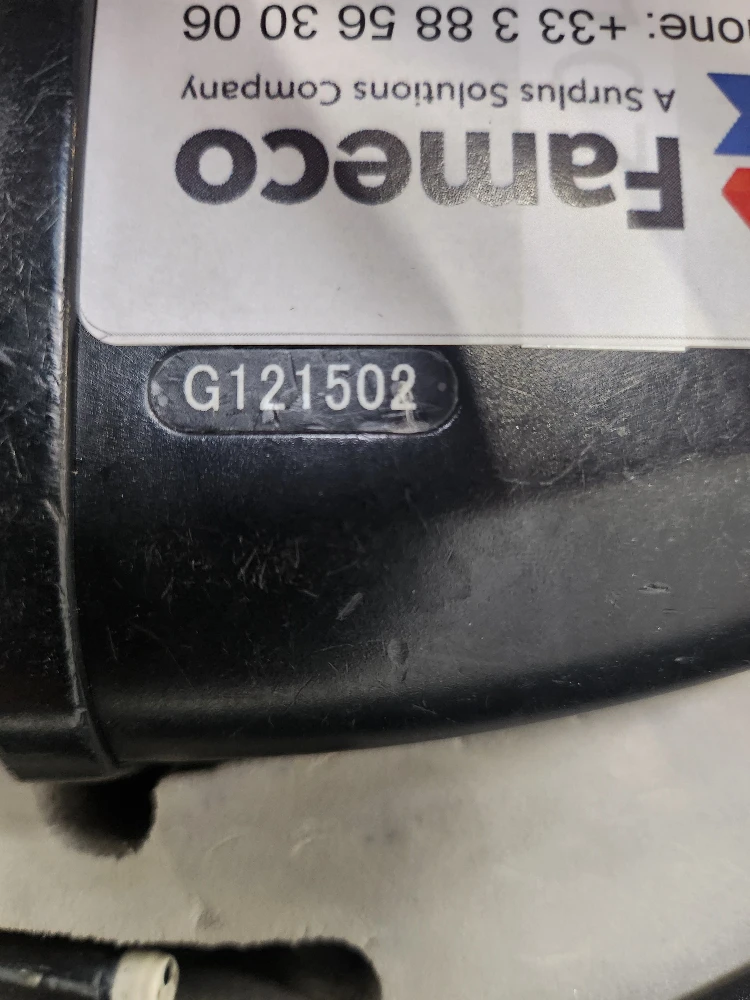 Fameco
A Surplus Solutions Company
one: +33 3 88 56 30 06
G121502